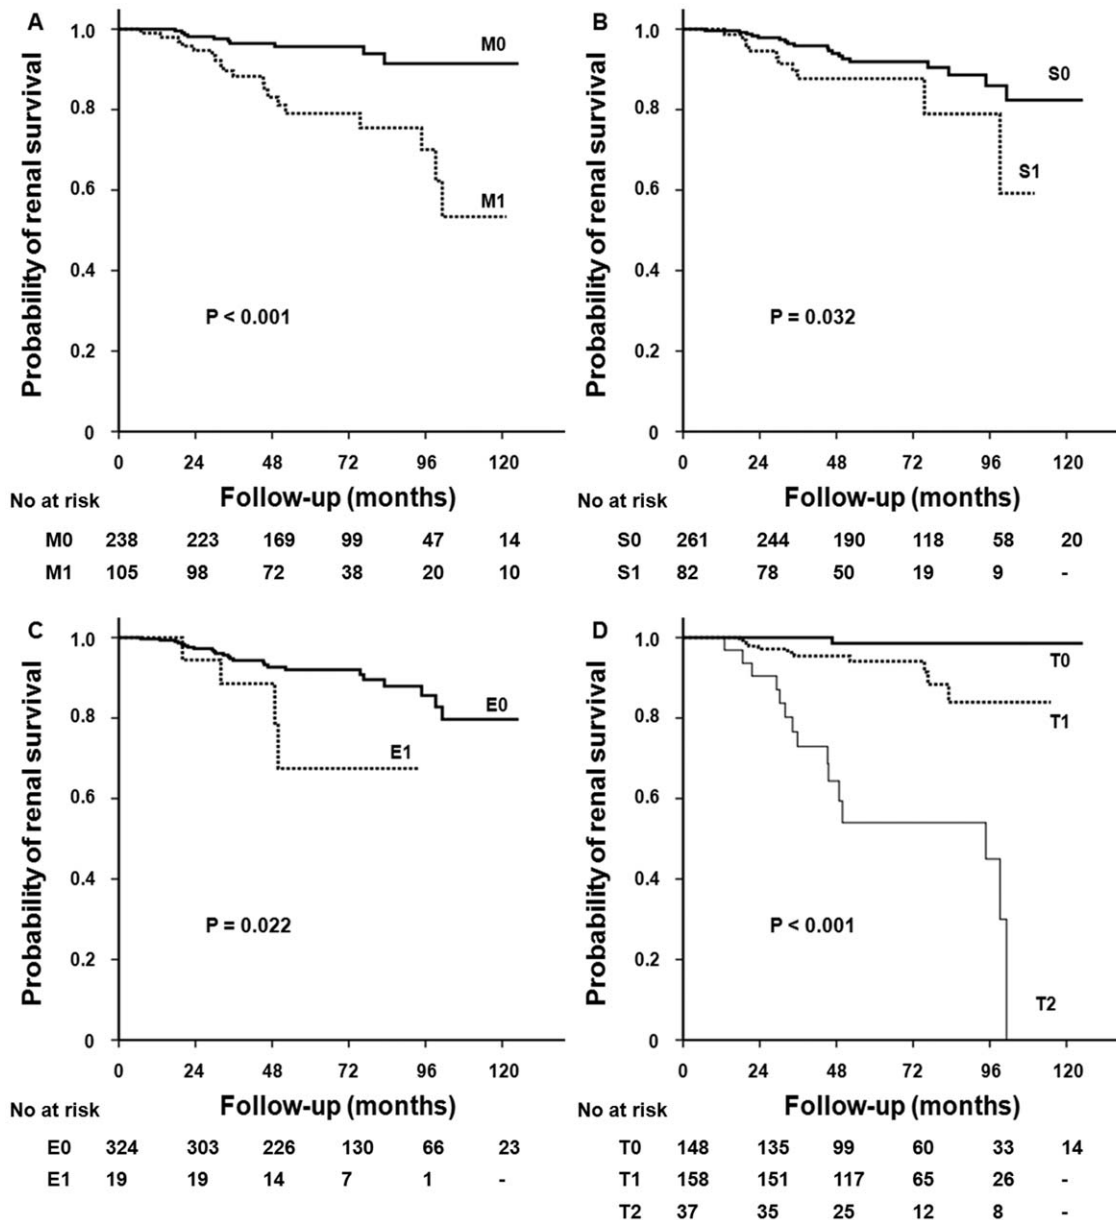 A
Probability of renal survival
1.0
0.8
0.6
0.4
0.2
0
M0
M1
P < 0.001
0 24 48 72 96 120
No at risk Follow-up (months)
M0 238 223 169 99 47 14
M1 105 98 72 38 20 10
B
Probability of renal survival
1.0
0.8
0.6
0.4
0.2
0
S0
S1
P = 0.032
0 24 48 72 96 120
No at risk Follow-up (months)
S0 261 244 190 118 58 20
S1 82 78 50 19 9 -
C
Probability of renal survival
1.0
0.8
0.6
0.4
0.2
0
E0
E1
P = 0.022
0 24 48 72 96 120
No at risk Follow-up (months)
E0 324 303 226 130 66 23
E1 19 19 14 7 1 -
D
Probability of renal survival
1.0
0.8
0.6
0.4
0.2
0
T0
T1
P < 0.001
T2
0 24 48 72 96 120
No at risk Follow-up (months)
T0 148 135 99 60 33 14
T1 158 151 117 65 26 -
T2 37 35 25 12 8 -